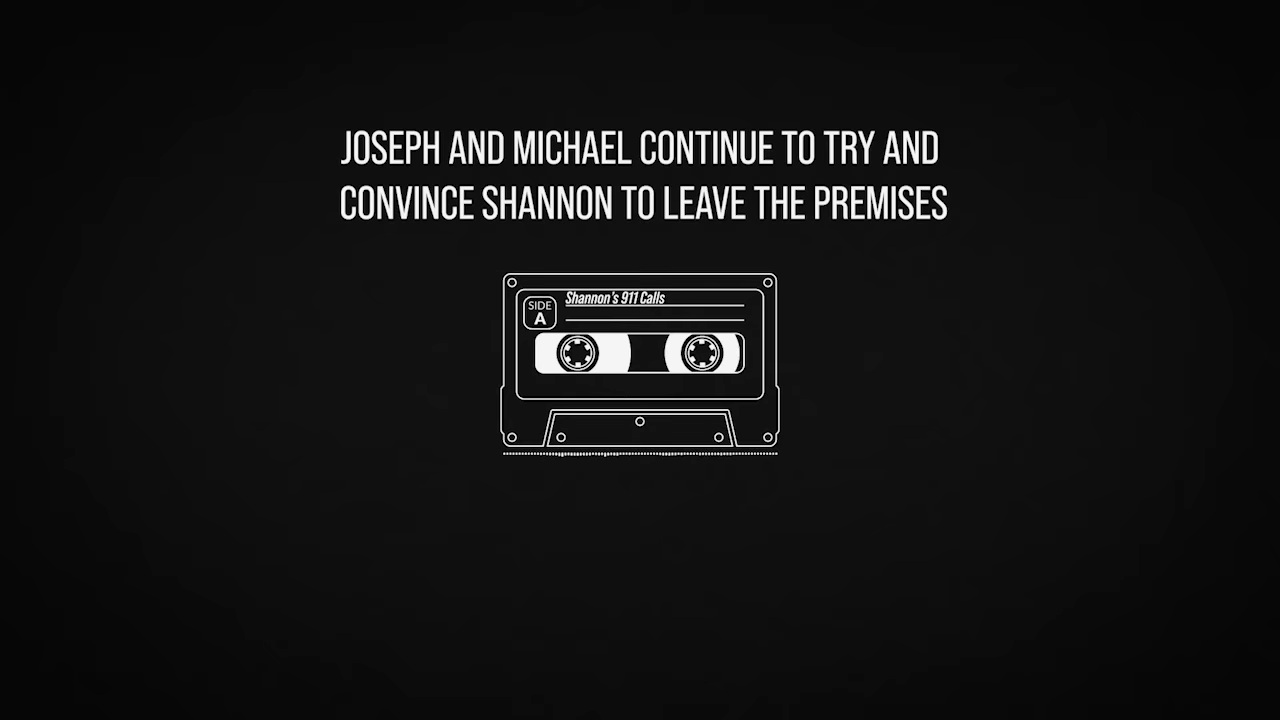 JOSEPH AND MICHAEL CONTINUE TO TRY AND
CONVINCE SHANNON TO LEAVE THE PREMISES
Shannon's 911 Calls
SIDE
A